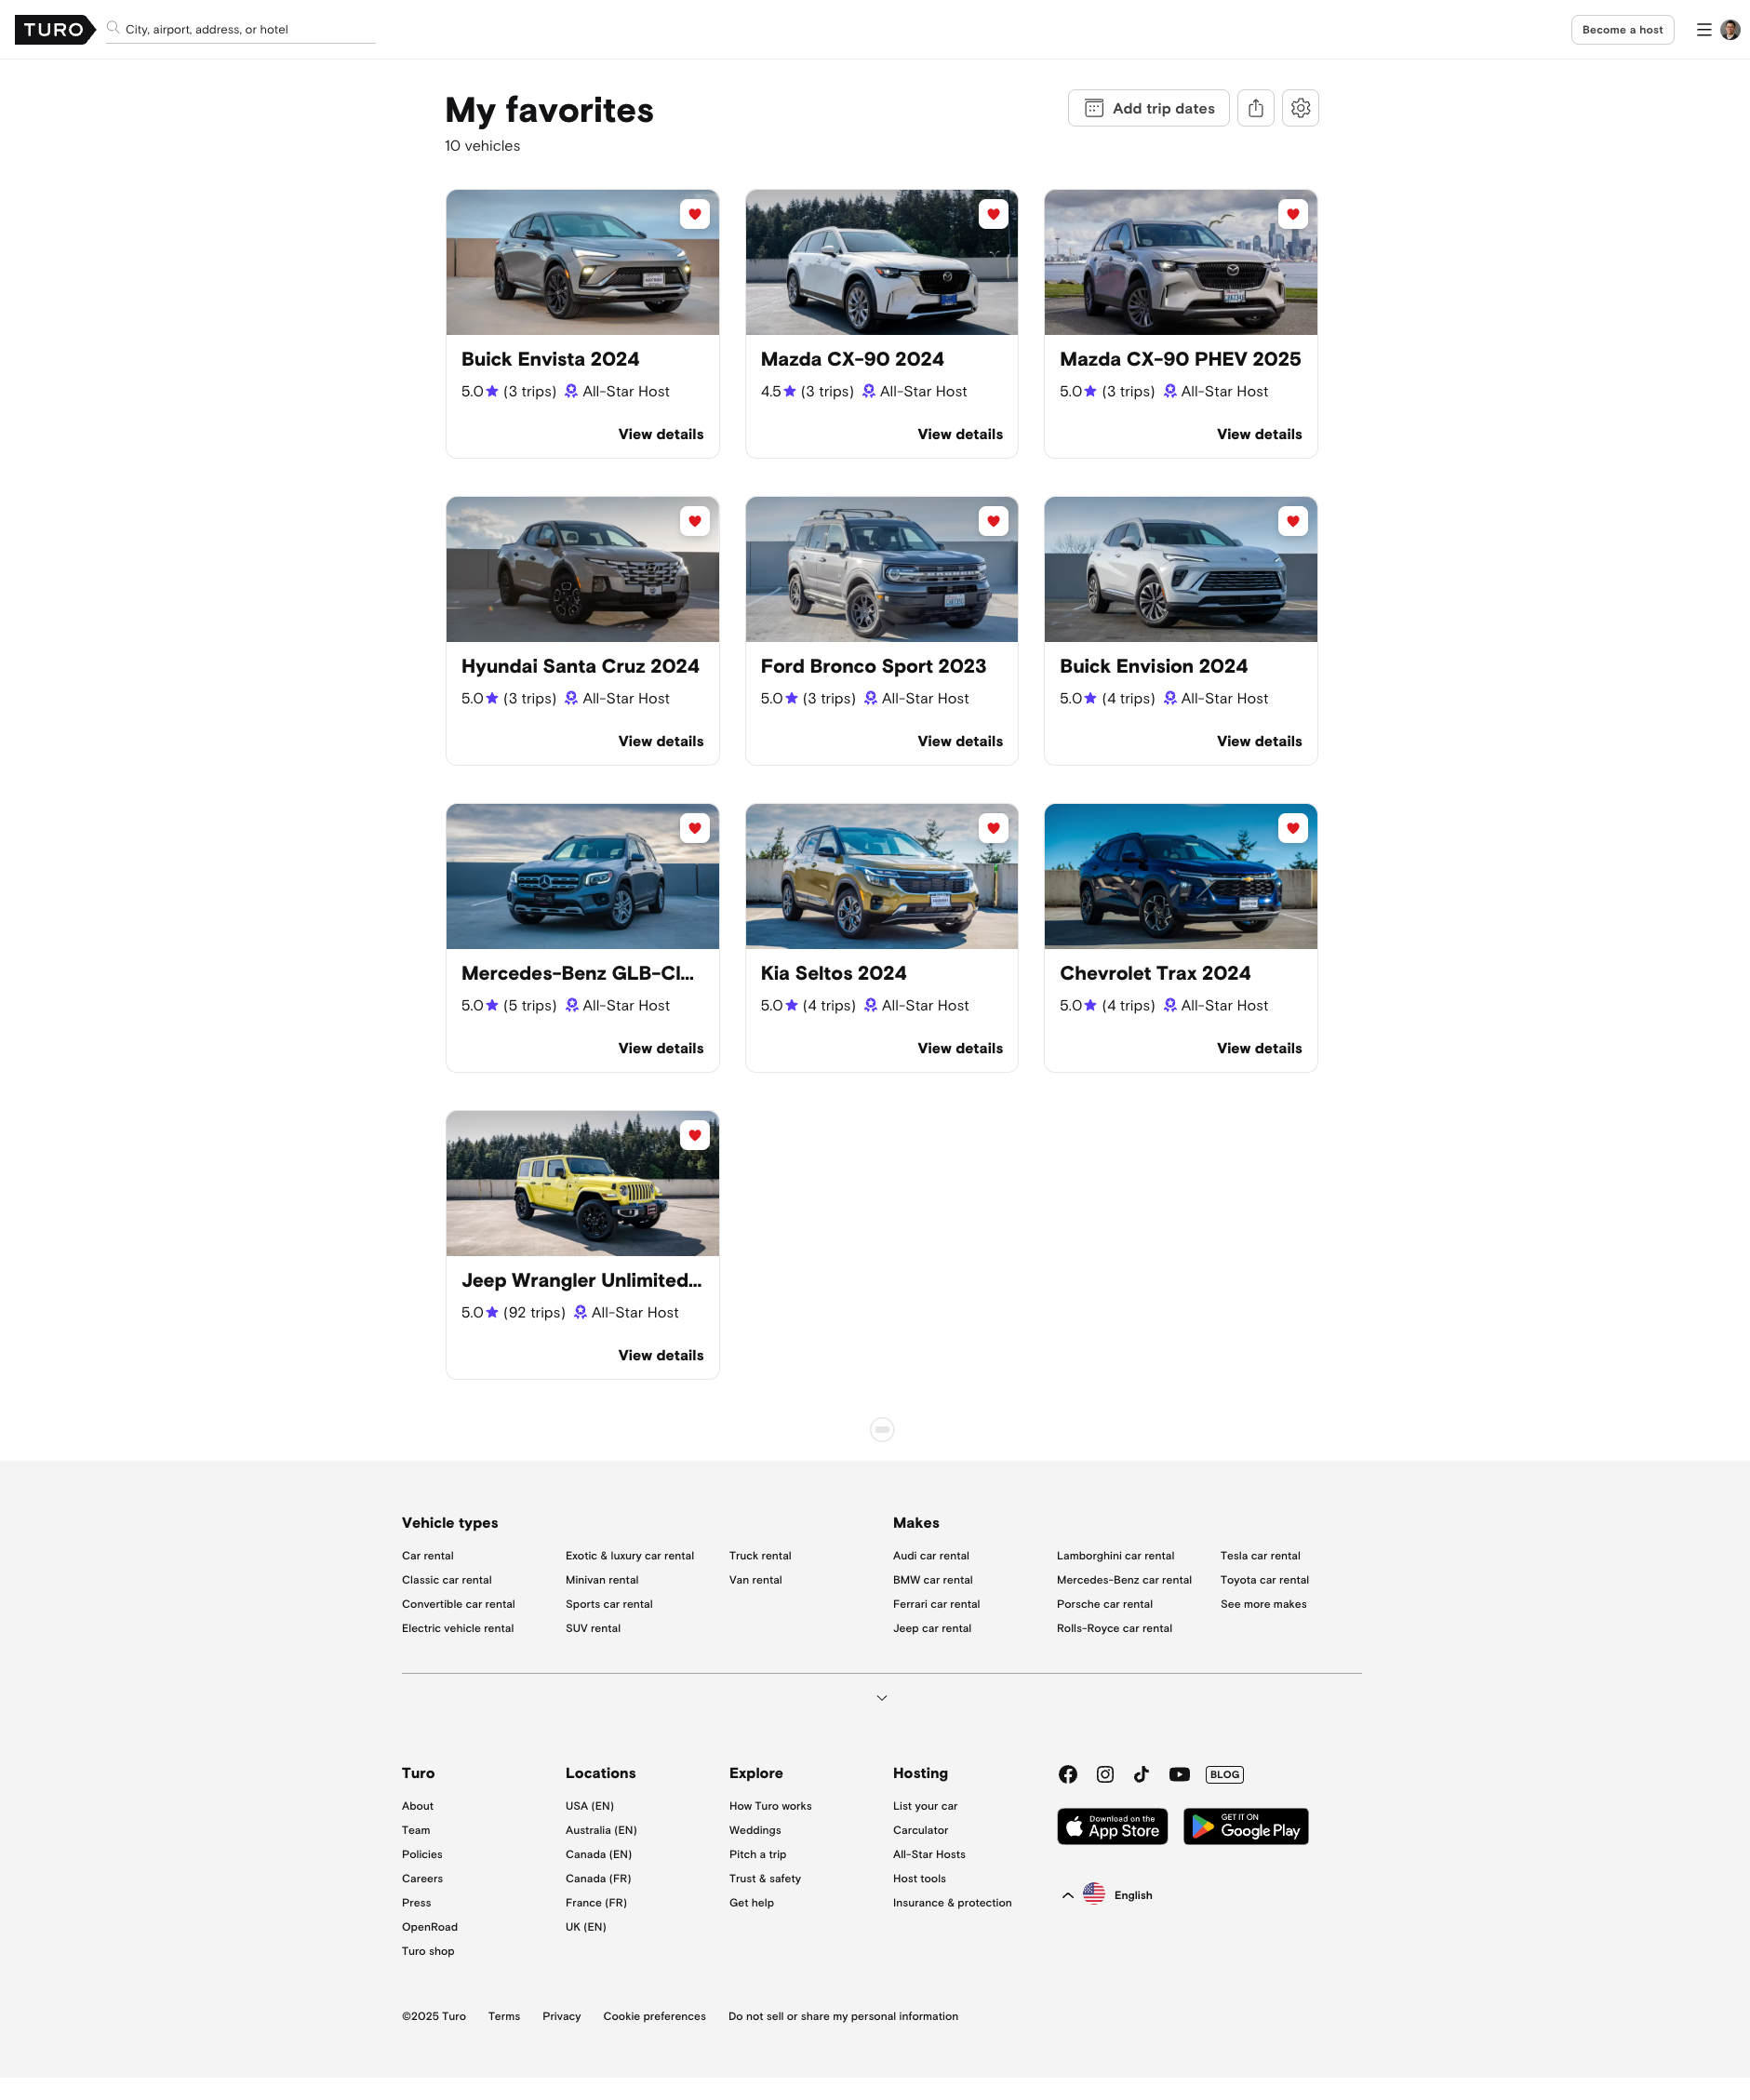 TURO
City, airport, address, or hotel
Become a host
My favorites
Add trip dates
10 vehicles
Buick Envista 2024
5.0 (3 trips) All-Star Host
View details
Mazda CX-90 2024
4.5 (3 trips) All-Star Host
View details
Mazda CX-90 PHEV 2025
5.0 (3 trips) All-Star Host
View details
Hyundai Santa Cruz 2024
5.0 (3 trips) All-Star Host
View details
Ford Bronco Sport 2023
5.0 (3 trips) All-Star Host
View details
Buick Envision 2024
5.0 (4 trips) All-Star Host
View details
Mercedes-Benz GLB-Cl...
5.0 (5 trips) All-Star Host
View details
Kia Seltos 2024
5.0 (4 trips) All-Star Host
View details
Chevrolet Trax 2024
5.0 (4 trips) All-Star Host
View details
Jeep Wrangler Unlimited...
5.0 (92 trips) All-Star Host
View details
Vehicle types
Car rental
Classic car rental
Convertible car rental
Electric vehicle rental
Exotic & luxury car rental
Minivan rental
Sports car rental
SUV rental
Truck rental
Van rental
Makes
Audi car rental
BMW car rental
Ferrari car rental
Jeep car rental
Lamborghini car rental
Mercedes-Benz car rental
Porsche car rental
Rolls-Royce car rental
Tesla car rental
Toyota car rental
See more makes
Turo
About
Team
Policies
Careers
Press
OpenRoad
Turo shop
Locations
USA (EN)
Australia (EN)
Canada (EN)
Canada (FR)
France (FR)
UK (EN)
Explore
How Turo works
Weddings
Pitch a trip
Trust & safety
Get help
Hosting
List your car
Carculator
All-Star Hosts
Host tools
Insurance & protection
BLOG
Download on the
App Store
GET IT ON
Google Play
English
©2025 Turo Terms Privacy Cookie preferences Do not sell or share my personal information